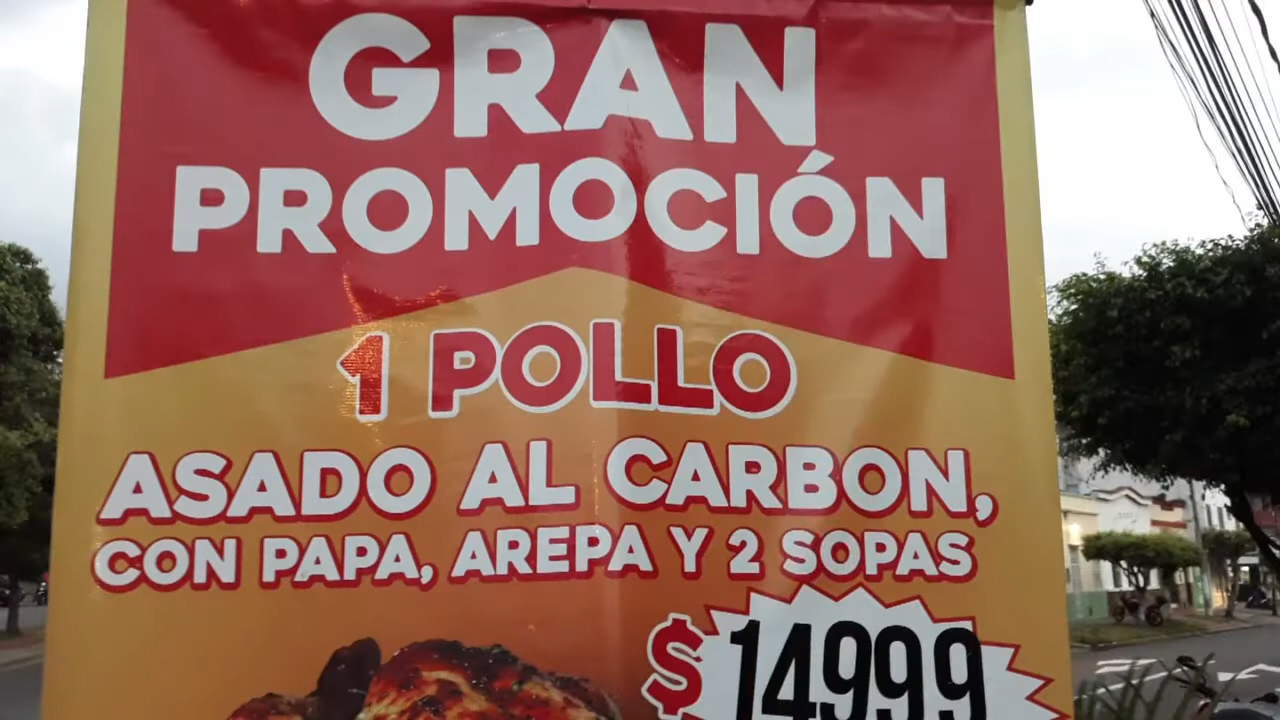 GRAN
PROMOCIÓN
1 POLLO
ASADO AL CARBON,
CON PAPA, AREPA Y 2 SOPAS
$14999